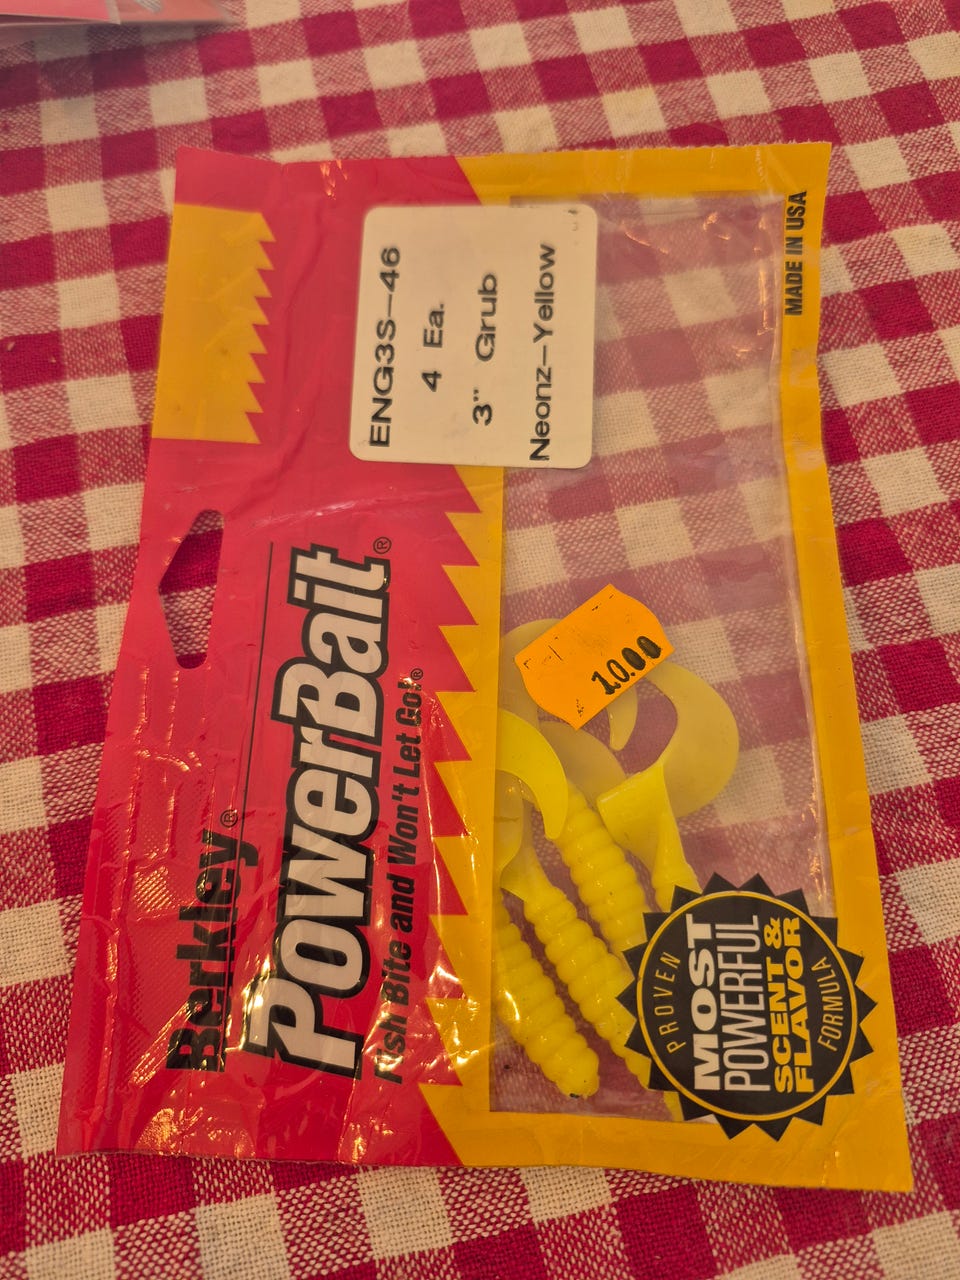 Berkley®
PowerBait®
Fish Bite and Won't Let Go!®
ENG3S-46
4 Ea.
3" Grub
Neonz-Yellow
MADE IN USA
10.00
PROVEN
MOST
POWERFUL
SCENT &
FLAVOR
FORMULA